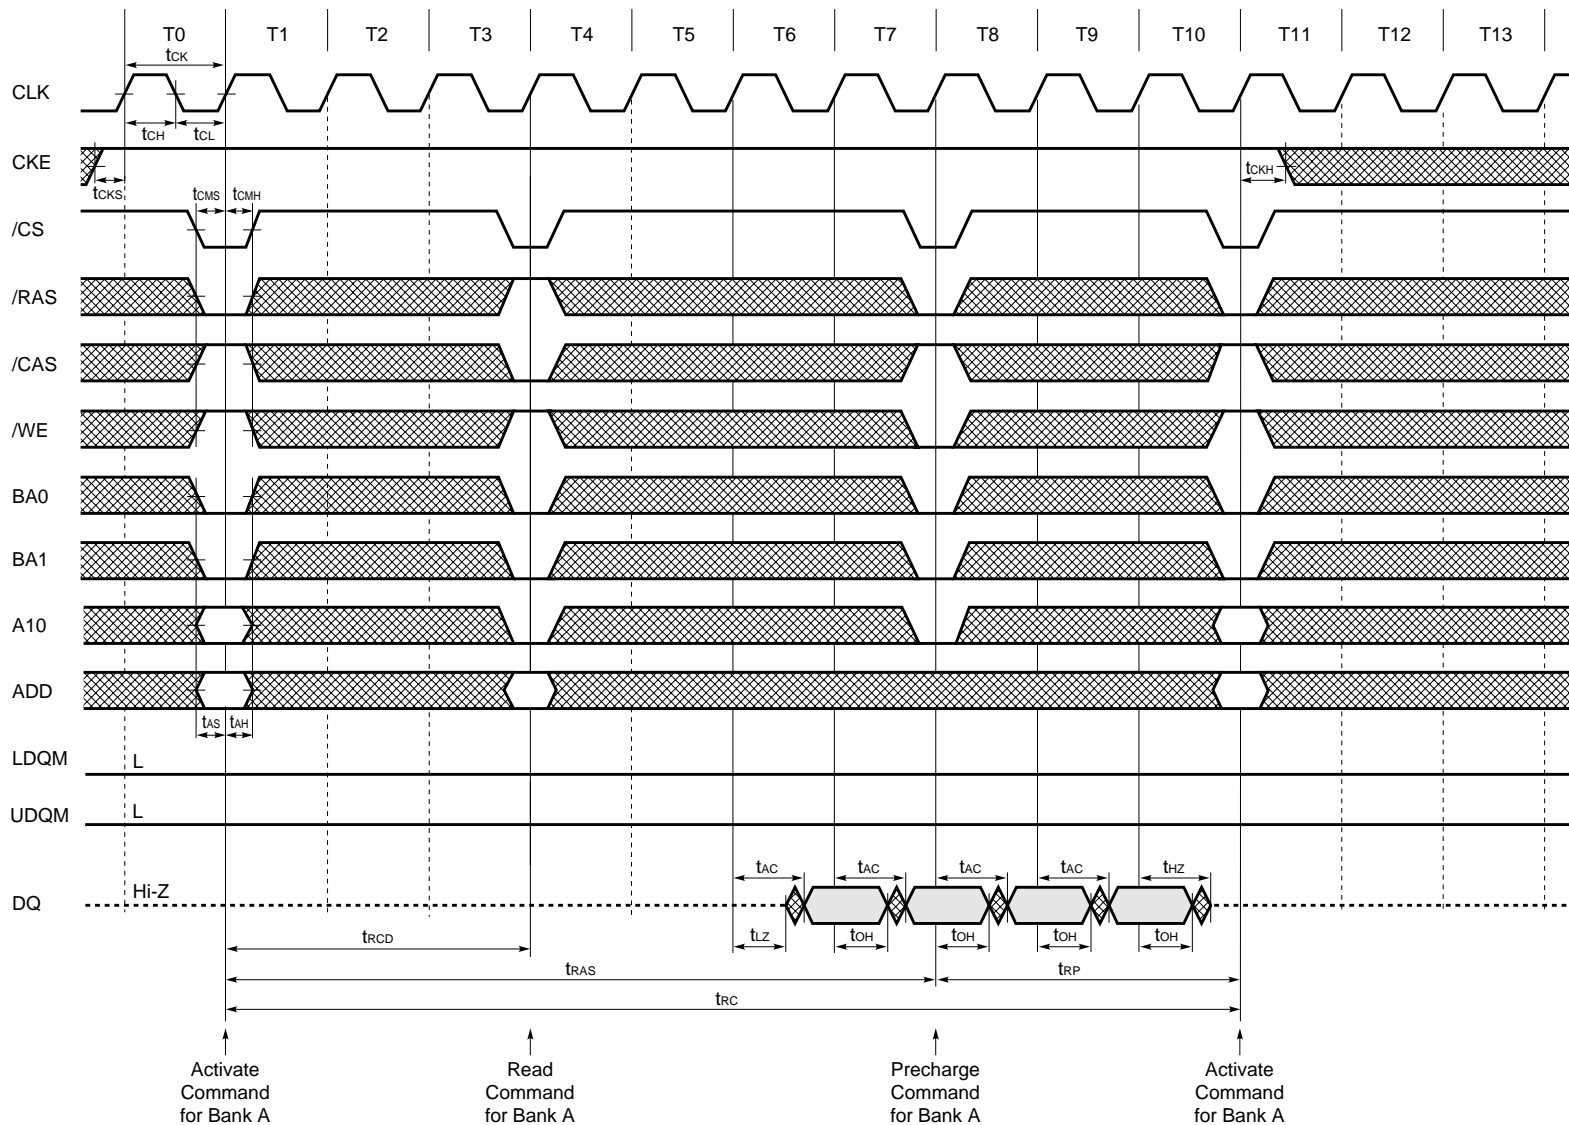 T0 T1 T2 T3 T4 T5 T6 T7 T8 T9 T10 T11 T12 T13
tCK
CLK
tCH tCL
CKE
tCKS tCMS tCMH tCKH
/CS
/RAS
/CAS
/WE
BA0
BA1
A10
ADD
tAS tAH
LDQM L
UDQM L
tAC tAC tAC tAC tHZ
DQ Hi-Z
tLZ tOH tOH tOH tOH
tRCD
tRAS tRP
tRC
Activate
Command
for Bank A
Read
Command
for Bank A
Precharge
Command
for Bank A
Activate
Command
for Bank A